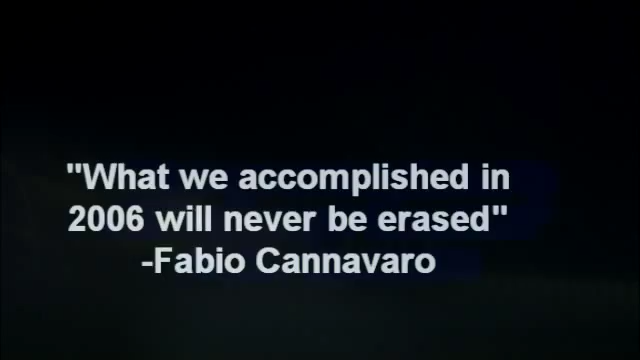 "What we accomplished in
2006 will never be erased"
-Fabio Cannavaro